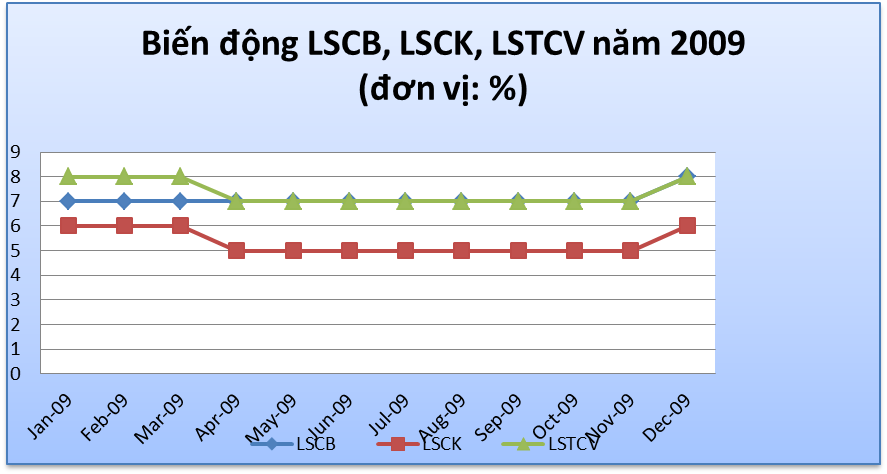 Biến động LSCB, LSCK, LSTCV năm 2009
(đơn vị: %)
9
8
7
6
5
4
3
2
1
0
Jan-09 Feb-09 Mar-09 Apr-09 May-09 Jun-09 Jul-09 Aug-09 Sep-09 Oct-09 Nov-09 Dec-09
LSCB LSCK LSTCV